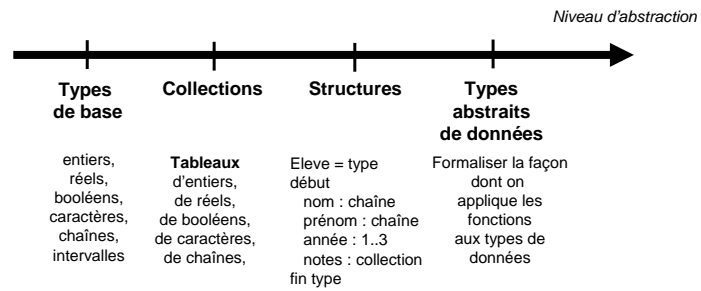 Niveau d'abstraction
Types
de base
entiers,
réels,
booléens,
caractères,
chaînes,
intervalles
Collections
Tableaux
d'entiers,
de réels,
de booléens,
de caractères,
de chaînes,
Structures
Eleve = type
début
nom : chaîne
prénom : chaîne
année : 1..3
notes : collection
fin type
Types
abstraits
de données
Formaliser la façon
dont on
applique les
fonctions
aux types de
données